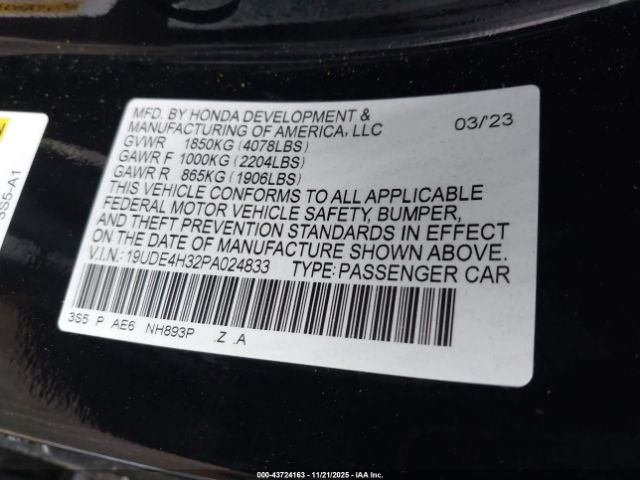 MFD. BY HONDA DEVELOPMENT &
MANUFACTURING OF AMERICA, LLC 03/'23
GVWR 1850KG (4078LBS)
GAWR F 1000KG (2204LBS)
GAWR R 865KG (1906LBS)
THIS VEHICLE CONFORMS TO ALL APPLICABLE
FEDERAL MOTOR VEHICLE SAFETY, BUMPER,
AND THEFT PREVENTION STANDARDS IN EFFECT
ON THE DATE OF MANUFACTURE SHOWN ABOVE.
V.I.N.: 19UDE4H32PA024833 TYPE: PASSENGER CAR
3S5 P AE6 NH893P .Z .A
3S5-A1
000-43724163 - 11/21/2025 - IAA Inc.